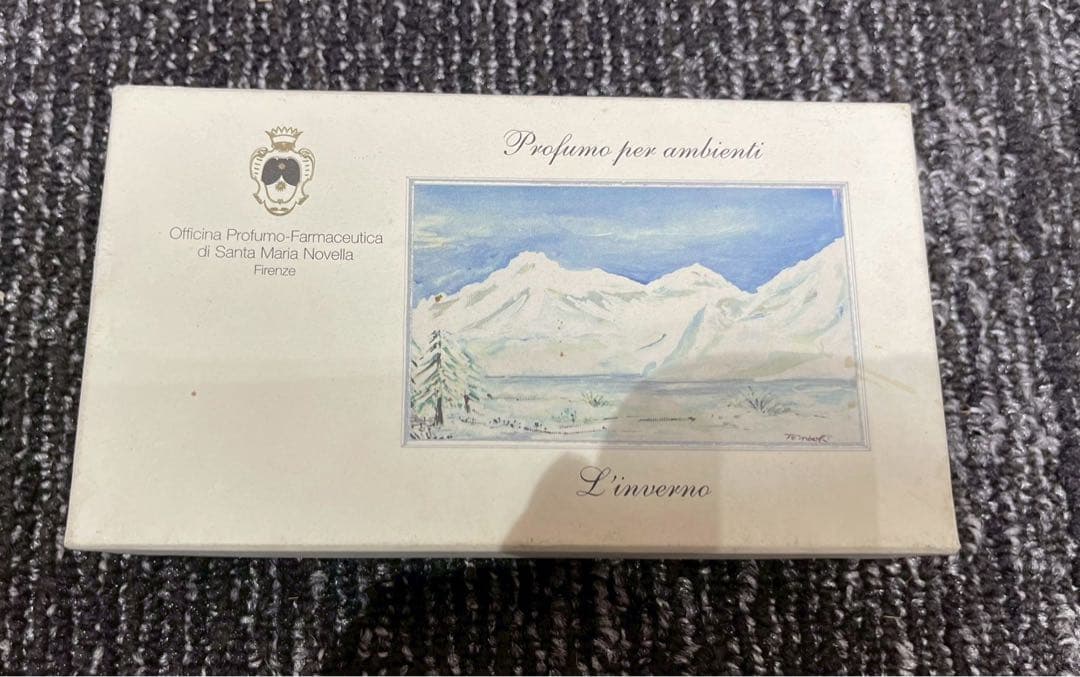 Officina Profumo-Farmaceutica
di Santa Maria Novella
Firenze
Profumo per ambienti
L'inverno